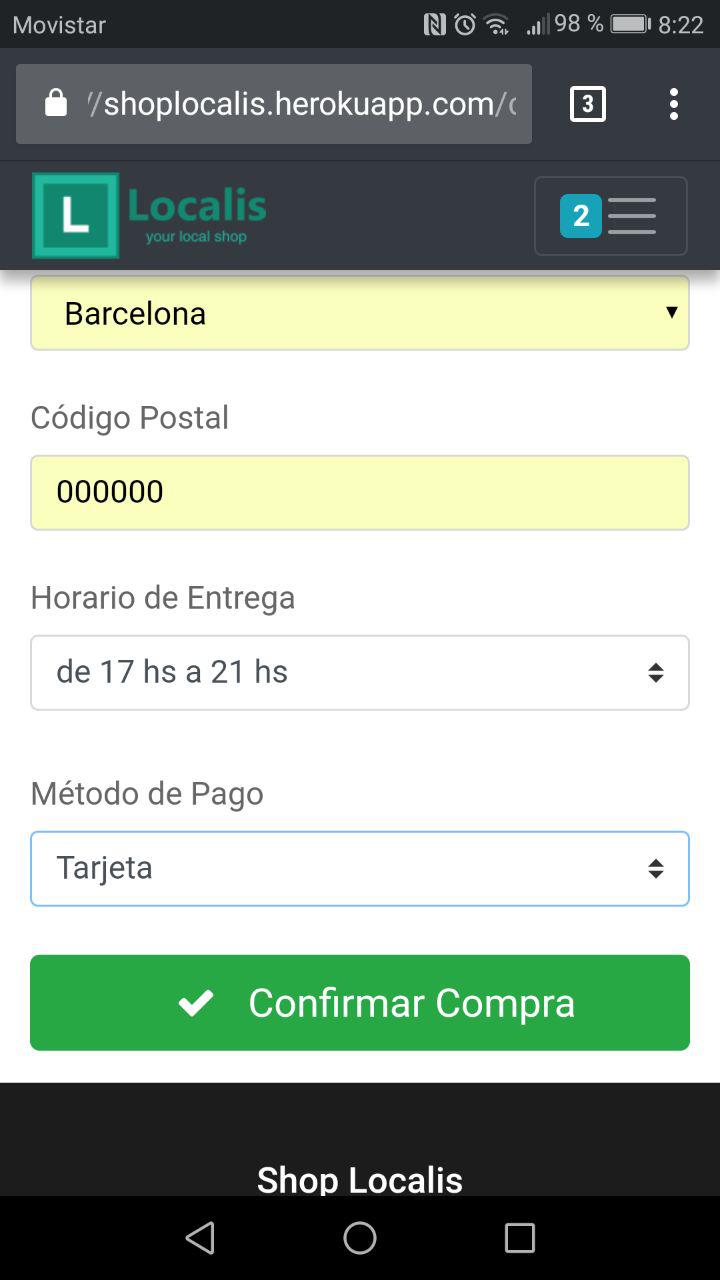 Movistar 98 % 8:22
//shoplocalis.herokuapp.com/ 3
L Localis
your local shop
2
Barcelona
Código Postal
000000
Horario de Entrega
de 17 hs a 21 hs
Método de Pago
Tarjeta
Confirmar Compra
Shop Localis